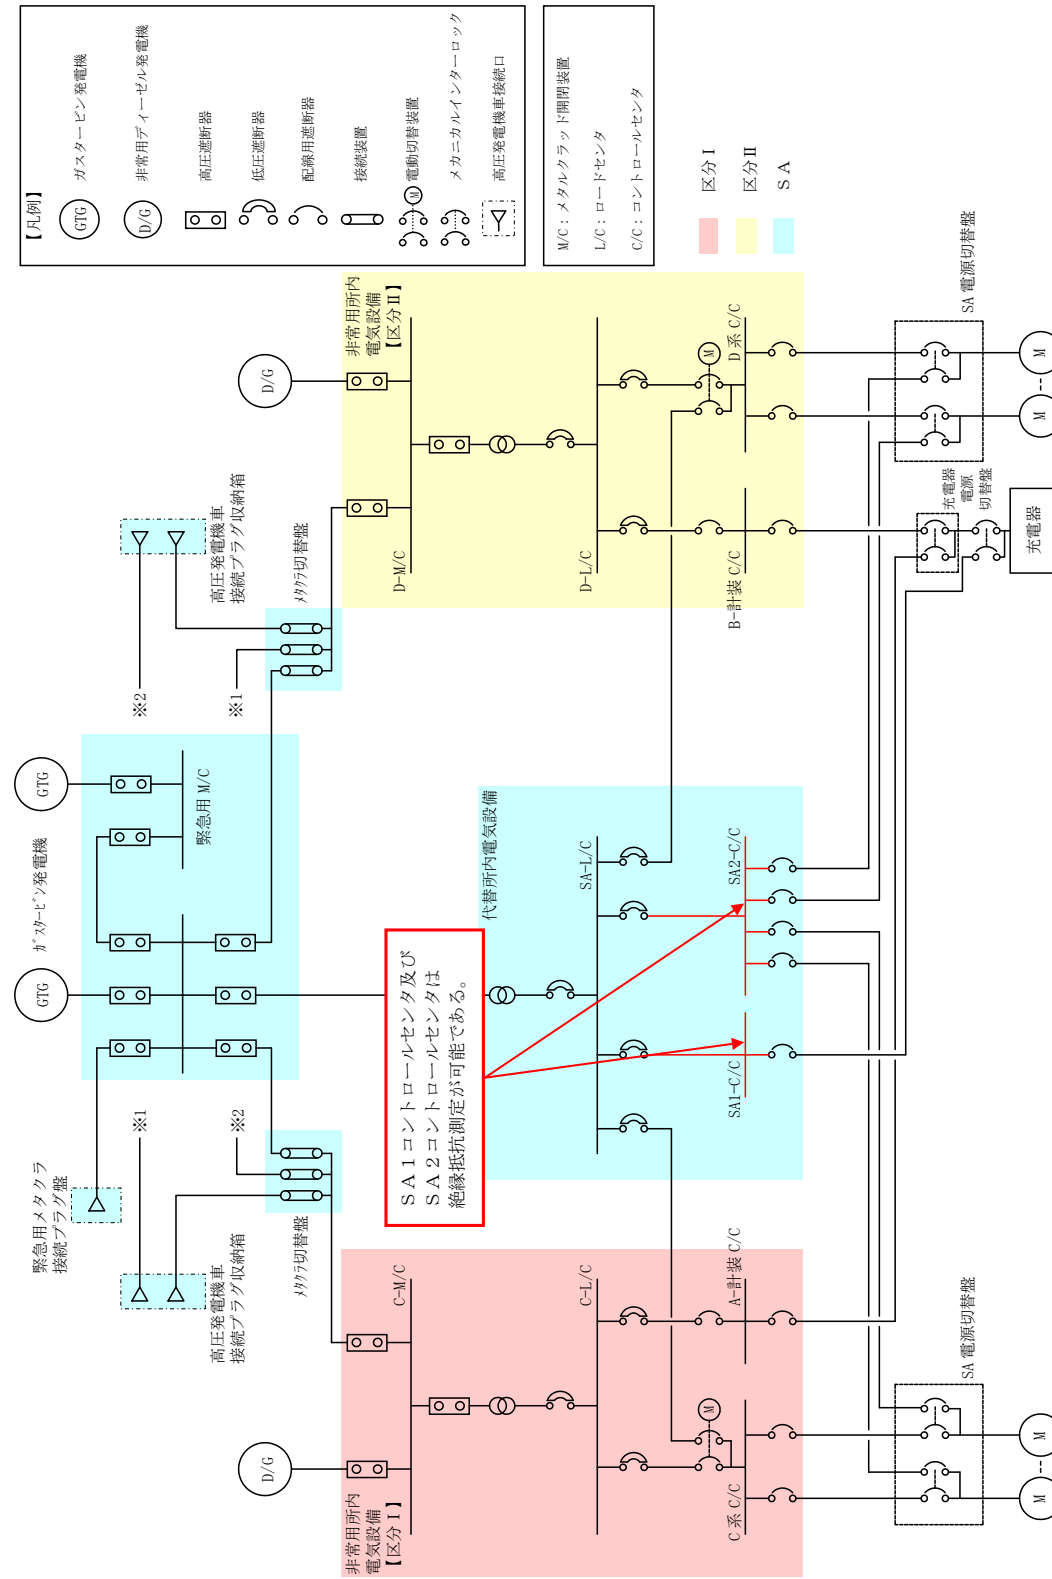 【凡例】
GTG
ガスタービン発電機
D/G
非常用ディーゼル発電機
高圧遮断器
低圧遮断器
配線用遮断器
接続装置
M
電動切替装置
メカニカルインターロック
高圧発電機車接続口
M/C：メタルクラッド開閉装置
L/C：ロードセンタ
C/C：コントロールセンタ
区分Ⅰ
区分Ⅱ
ＳＡ
緊急用メタクラ
接続プラグ盤
GTG
ｶﾞｽﾀｰﾋﾞﾝ発電機
GTG
緊急用 M/C
高圧発電機車
接続プラグ収納箱
※1
※2
ﾒﾀｸﾗ切替盤
※2
※1
高圧発電機車
接続プラグ収納箱
ﾒﾀｸﾗ切替盤
D/G
非常用所内
電気設備
【区分Ⅰ】
C-M/C
C-L/C
M
C 系 C/C
A-計装 C/C
ＳＡ１コントロールセンタ及び
ＳＡ２コントロールセンタは
絶縁抵抗測定が可能である。
代替所内電気設備
SA-L/C
SA1-C/C
SA2-C/C
D/G
非常用所内
電気設備
【区分Ⅱ】
D-M/C
D-L/C
M
B-計装 C/C
D 系 C/C
SA 電源切替盤
M
M
充電器
電源
切替盤
充電器
SA 電源切替盤
M
M